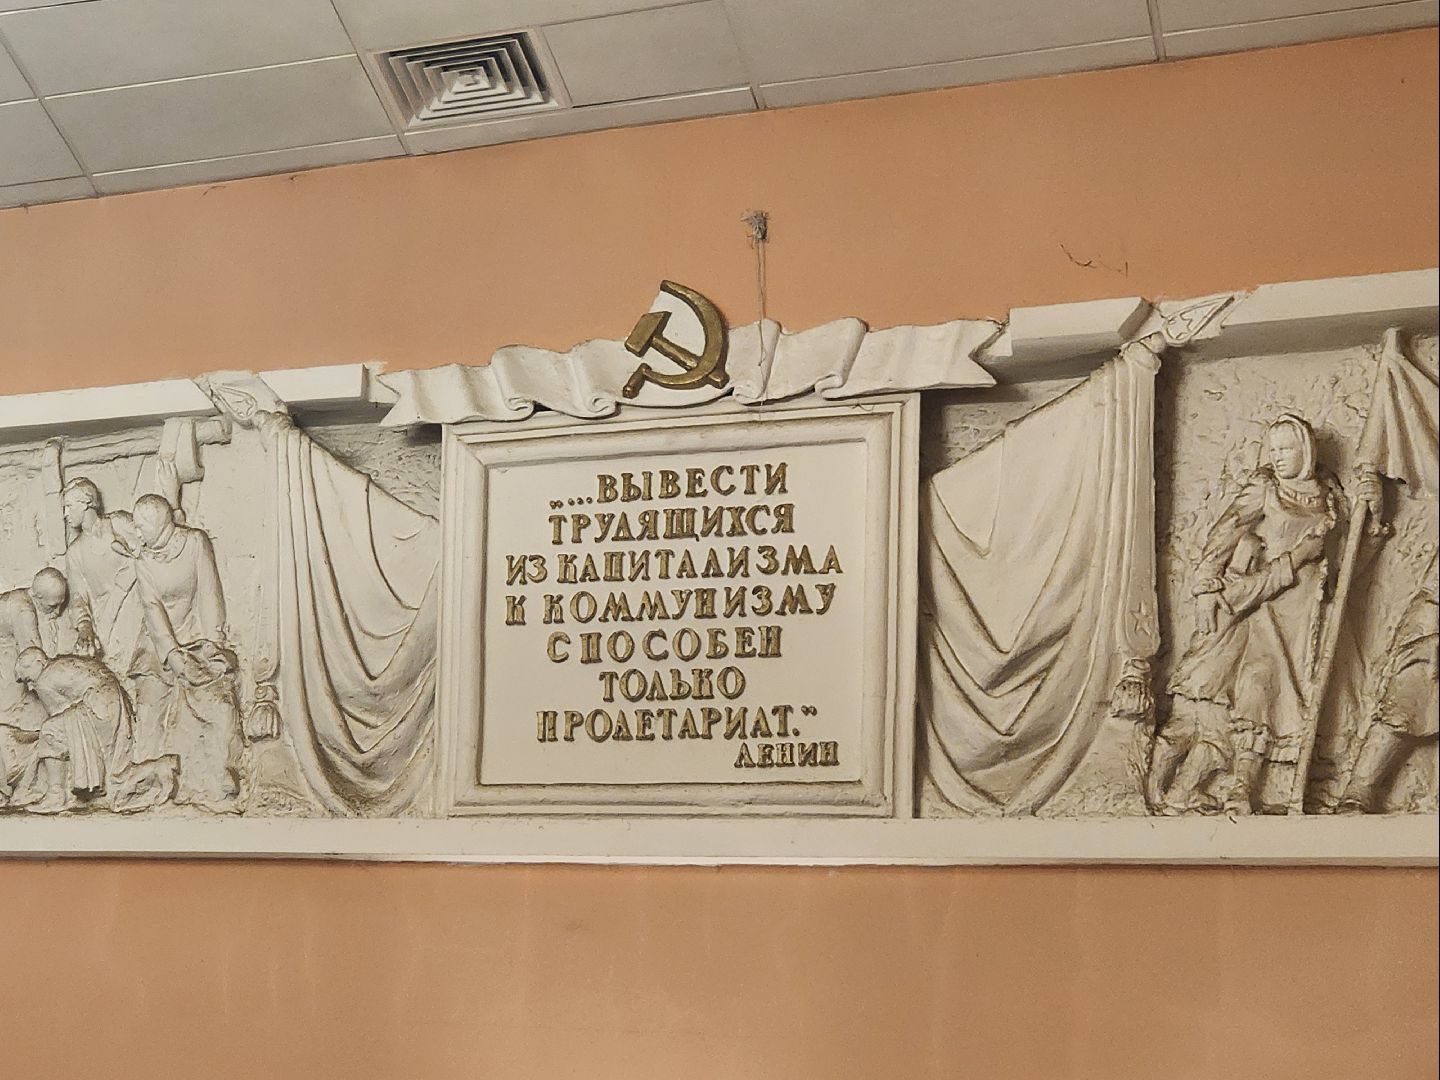 „...ВЫВЕСТИ
ТРУДЯЩИХСЯ
ИЗ КАПИТАЛИЗМА
К КОММУНИЗМУ
СПОСОБЕН
ТОЛЬКО
ПРОЛЕТАРИАТ.”
ЛЕНИН